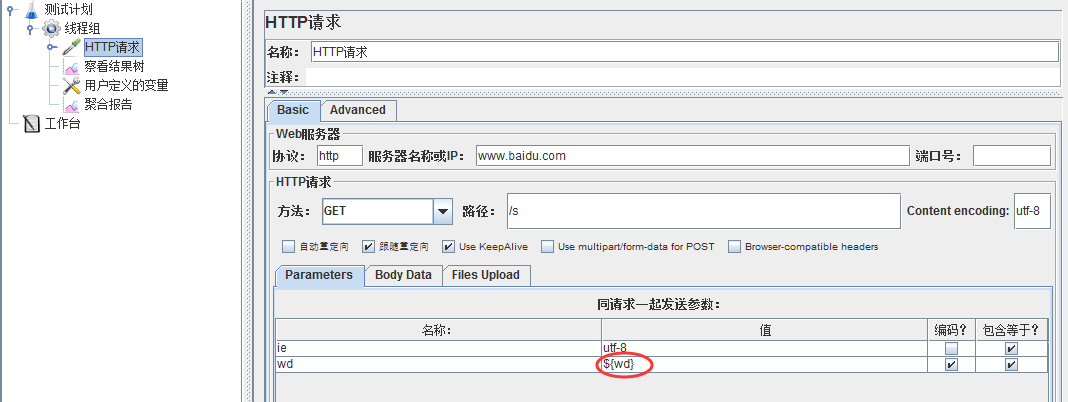 测试计划
线程组
HTTP请求
察看结果树
用户定义的变量
聚合报告
工作台
HTTP请求
名称: HTTP请求
注释:
Basic Advanced
Web服务器
协议: http 服务器名称或IP: www.baidu.com 端口号:
HTTP请求
方法: GET 路径: /s Content encoding: utf-8
自动重定向 跟随重定向 Use KeepAlive Use multipart/form-data for POST Browser-compatible headers
Parameters Body Data Files Upload
同请求一起发送参数:
名称: 值 编码? 包含等于?
ie utf-8
wd ${wd}